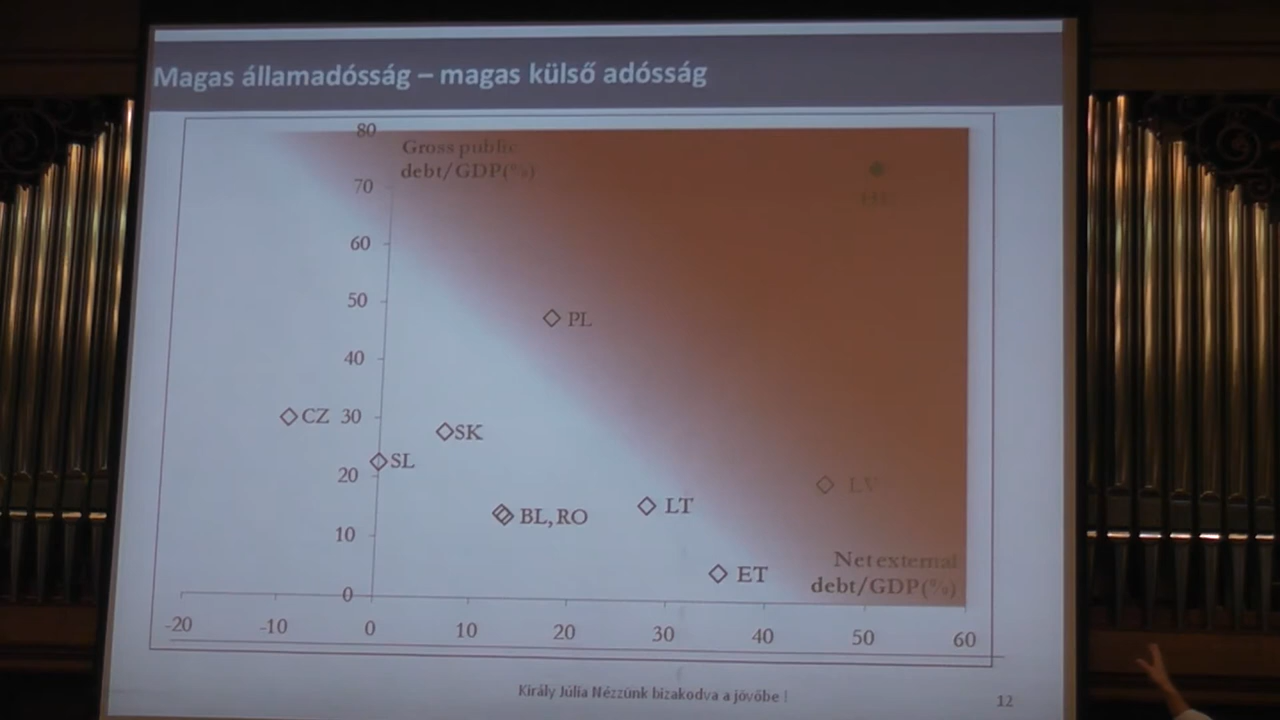 Magas államadósság – magas külső adósság
80
Gross public
debt/GDP(%)
70
60
50
PL
40
CZ 30
SK
SL
20
LV
LT
BL, RO
10
ET
Net external
debt/GDP(%)
0
-20 -10 0 10 20 30 40 50 60
Király Júlia Nézzünk bizakodva a jövőbe !
12